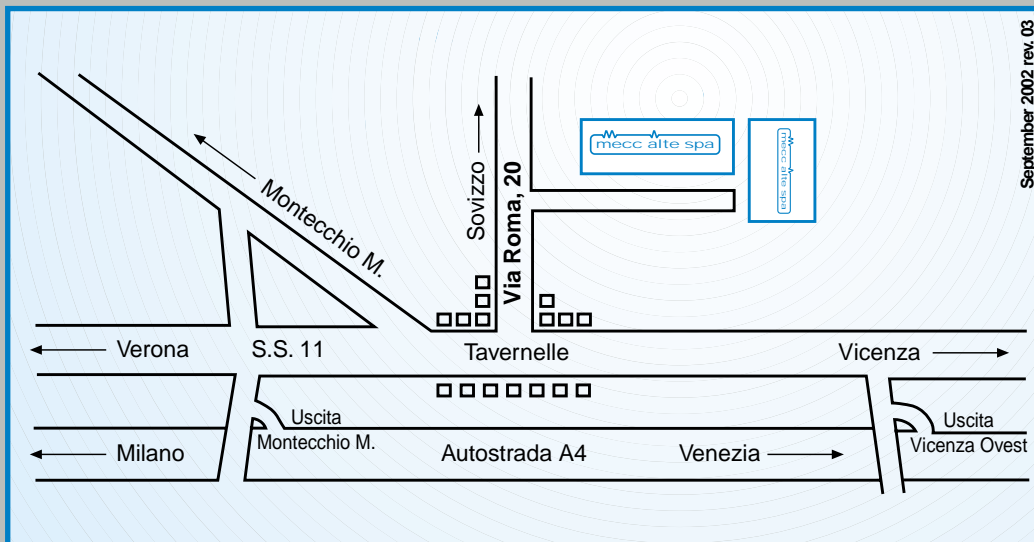 September 2002 rev. 03
mecc alte spa
mecc alte spa
Montecchio M.
Sovizzo
Via Roma, 20
Verona
S.S. 11
Tavernelle
Vicenza
Uscita
Montecchio M.
Uscita
Vicenza Ovest
Milano
Autostrada A4
Venezia